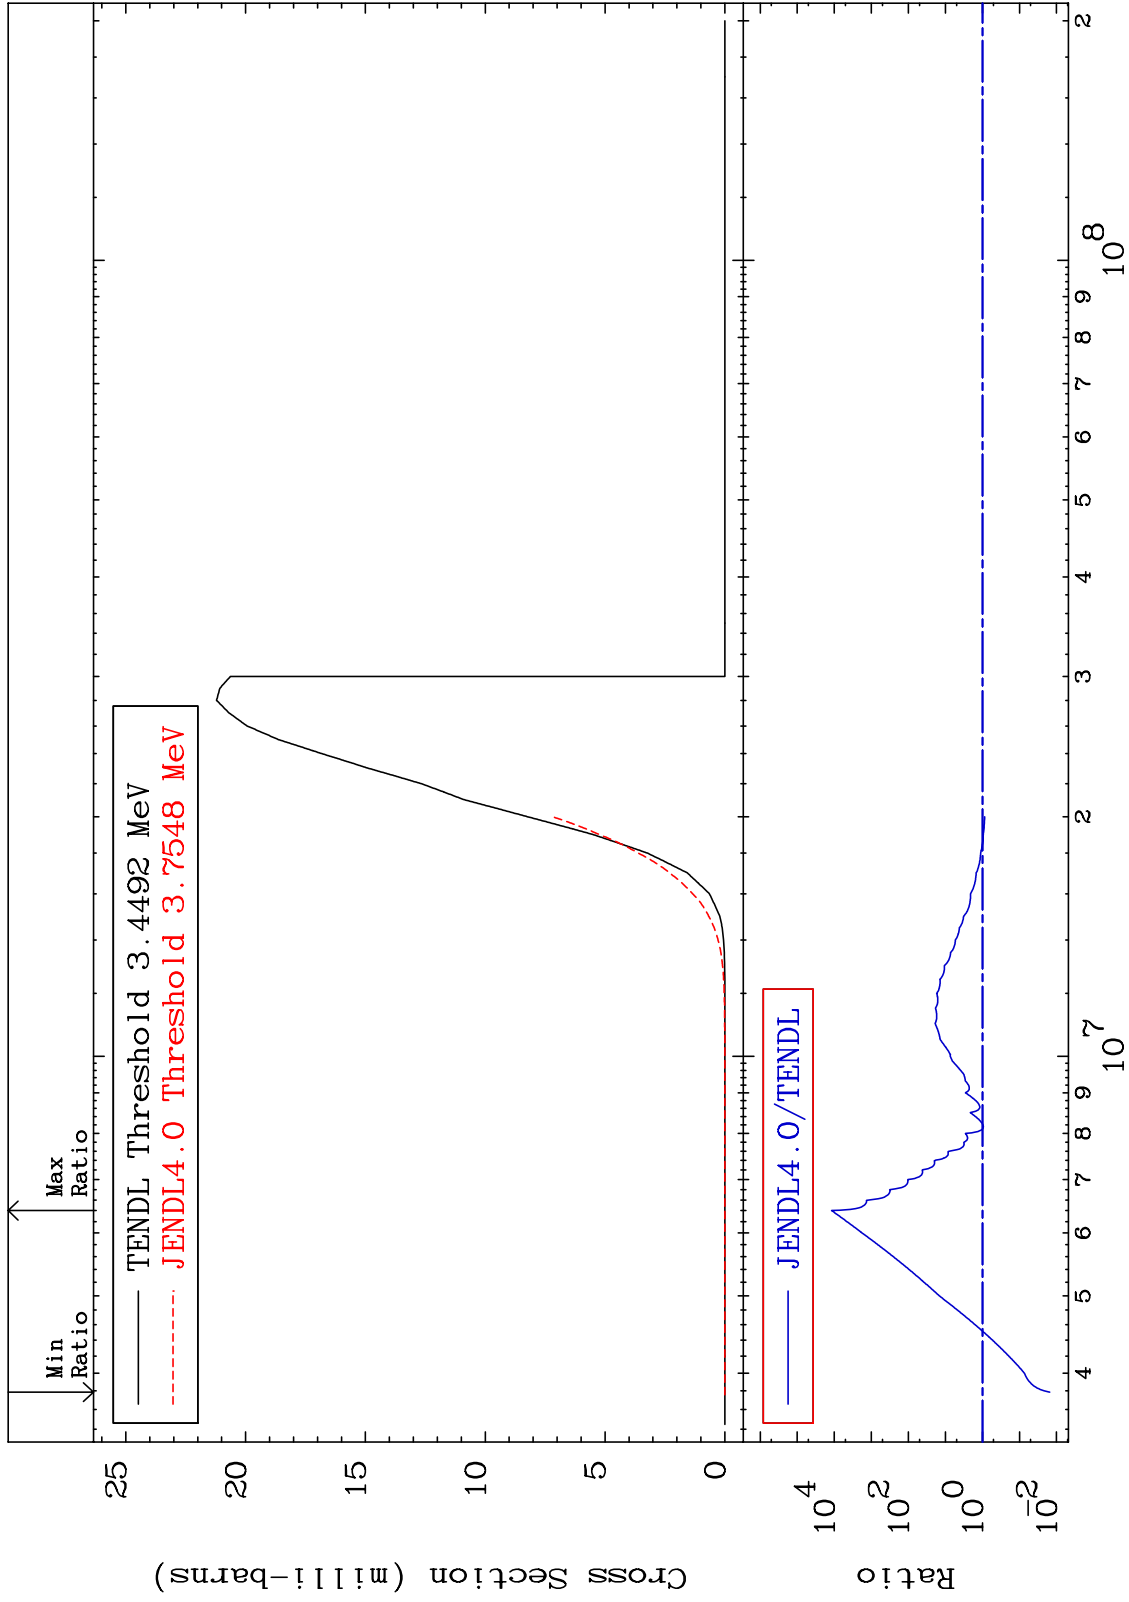 Min
Ratio
Max
Ratio
TENDL Threshold 3.4492 MeV
JENDL4.0 Threshold 3.7548 MeV
25
20
15
10
5
0
Cross Section (milli-barns)
JENDL4.0/TENDL
10^4
10^2
10^0
10^-2
Ratio
4 5 6 7 8 9 10^7 2 3 4 5 6 7 8 9 10^8 2